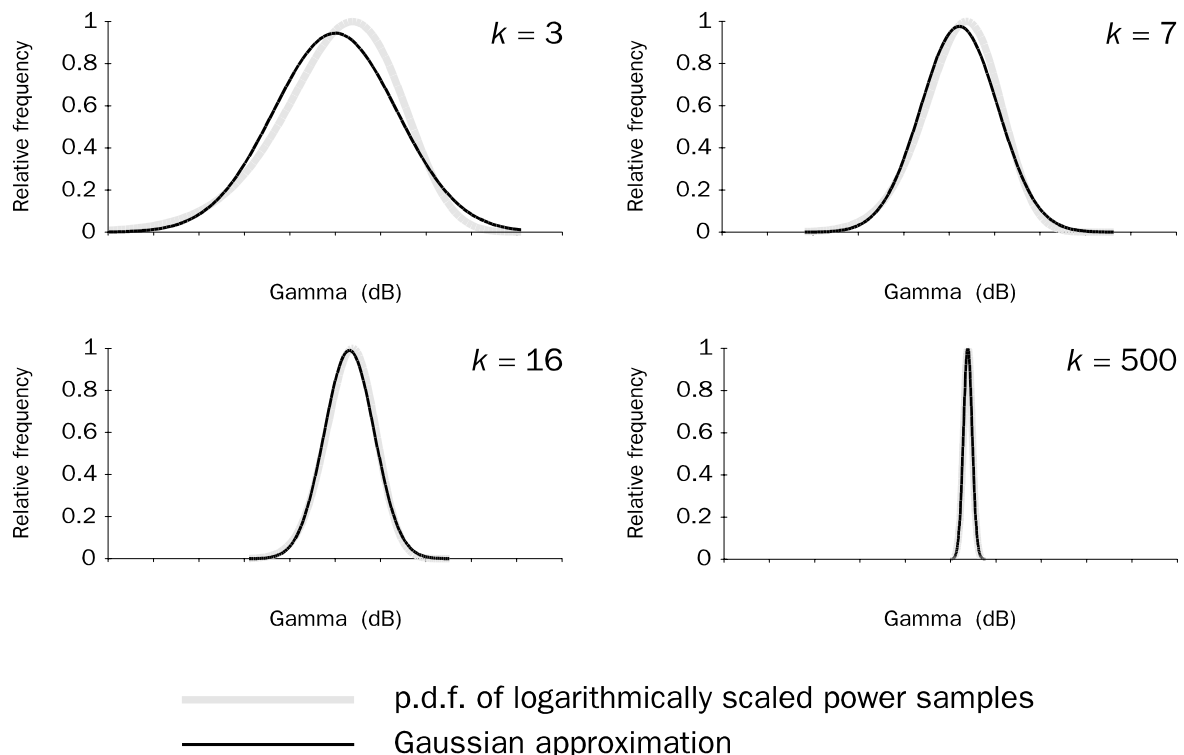 k = 3
Relative frequency
1
0.8
0.6
0.4
0.2
0
Gamma (dB)
k = 7
Relative frequency
1
0.8
0.6
0.4
0.2
0
Gamma (dB)
k = 16
Relative frequency
1
0.8
0.6
0.4
0.2
0
Gamma (dB)
k = 500
Relative frequency
1
0.8
0.6
0.4
0.2
0
Gamma (dB)
p.d.f. of logarithmically scaled power samples
Gaussian approximation